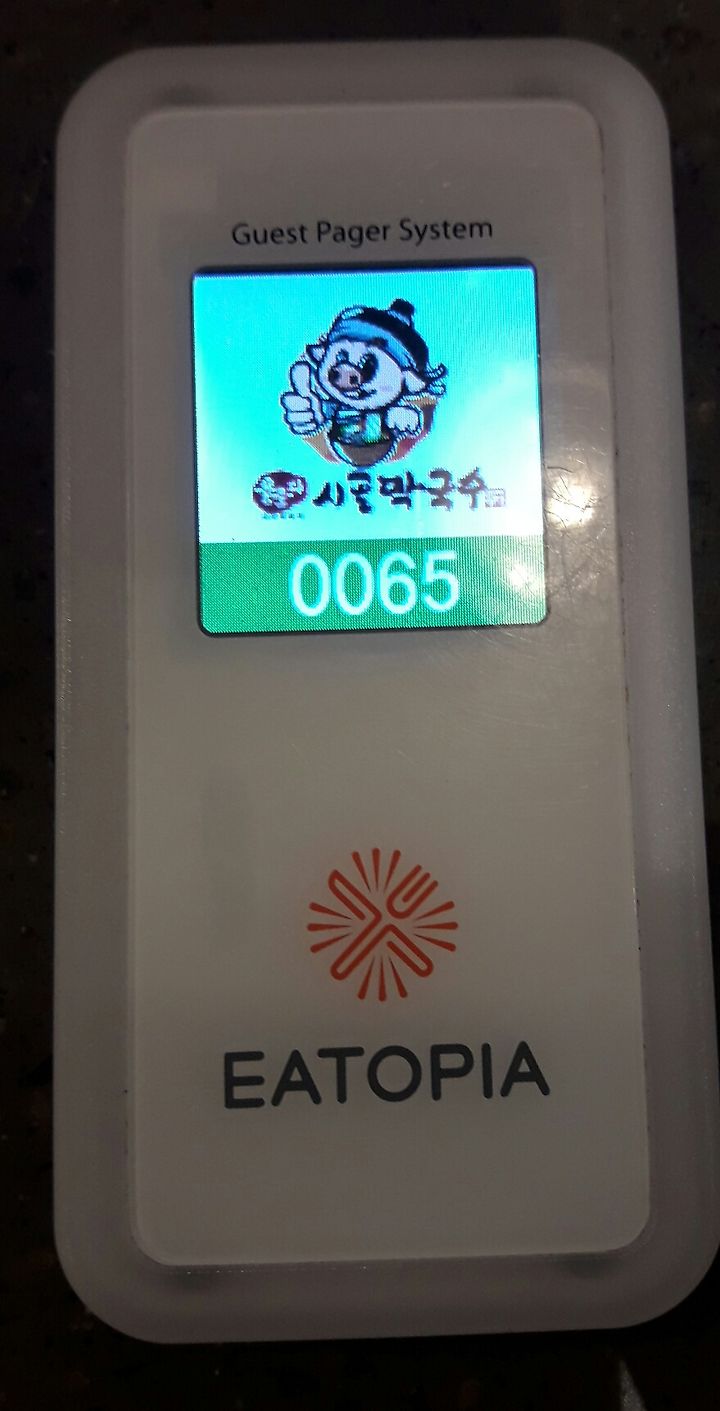 Guest Pager System
시골막국수
0065
EATOPIA